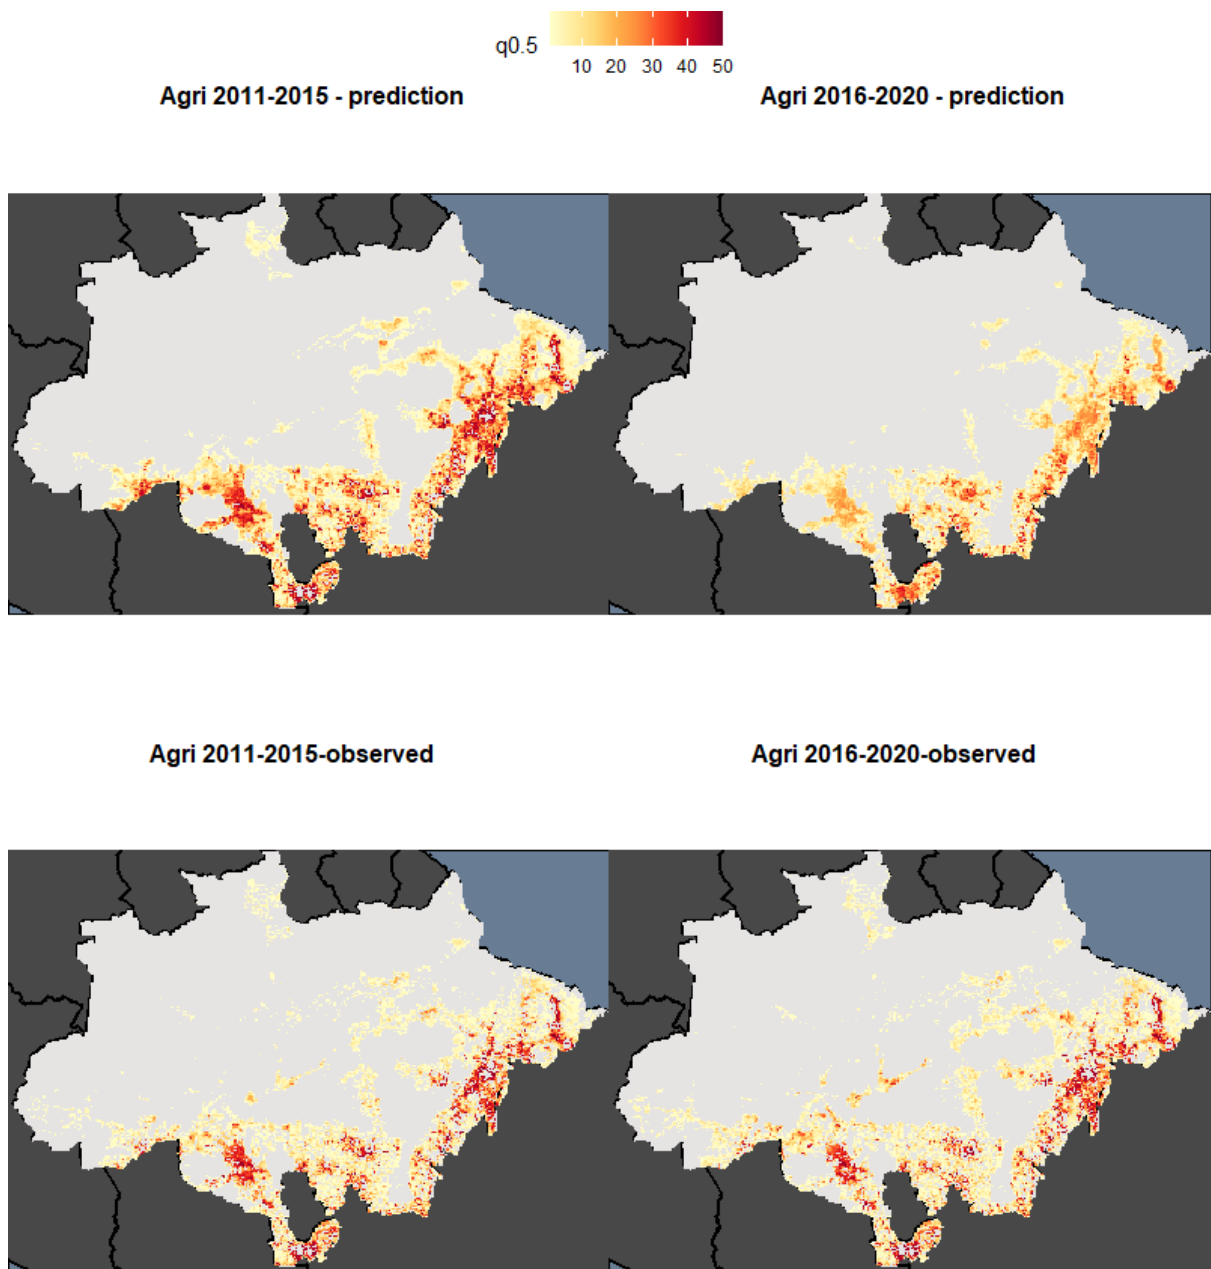 q0.5
10 20 30 40 50
Agri 2011-2015 - prediction
Agri 2016-2020 - prediction
Agri 2011-2015-observed
Agri 2016-2020-observed